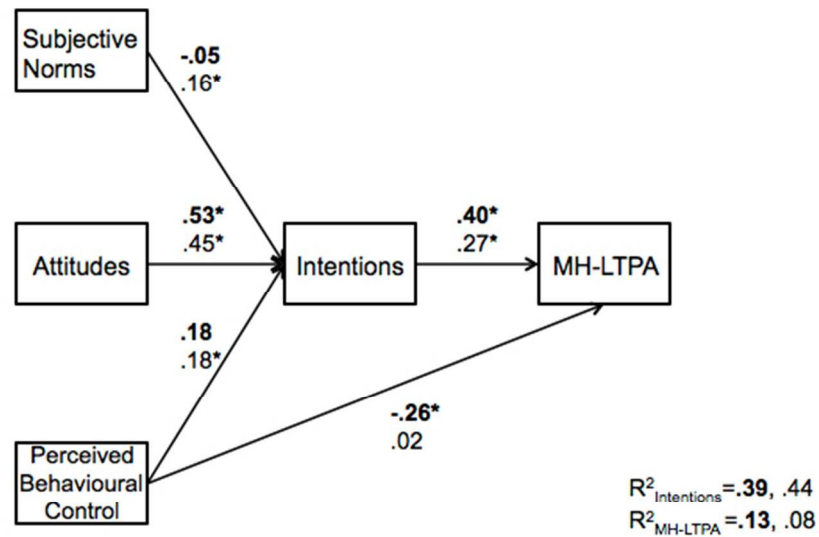 Subjective
Norms
-.05
.16*
Attitudes
.53*
.45*
Intentions
.40*
.27*
MH-LTPA
.18
.18*
Perceived
Behavioural
Control
-.26*
.02
R²Intentions=.39, .44
R²MH-LTPA=.13, .08